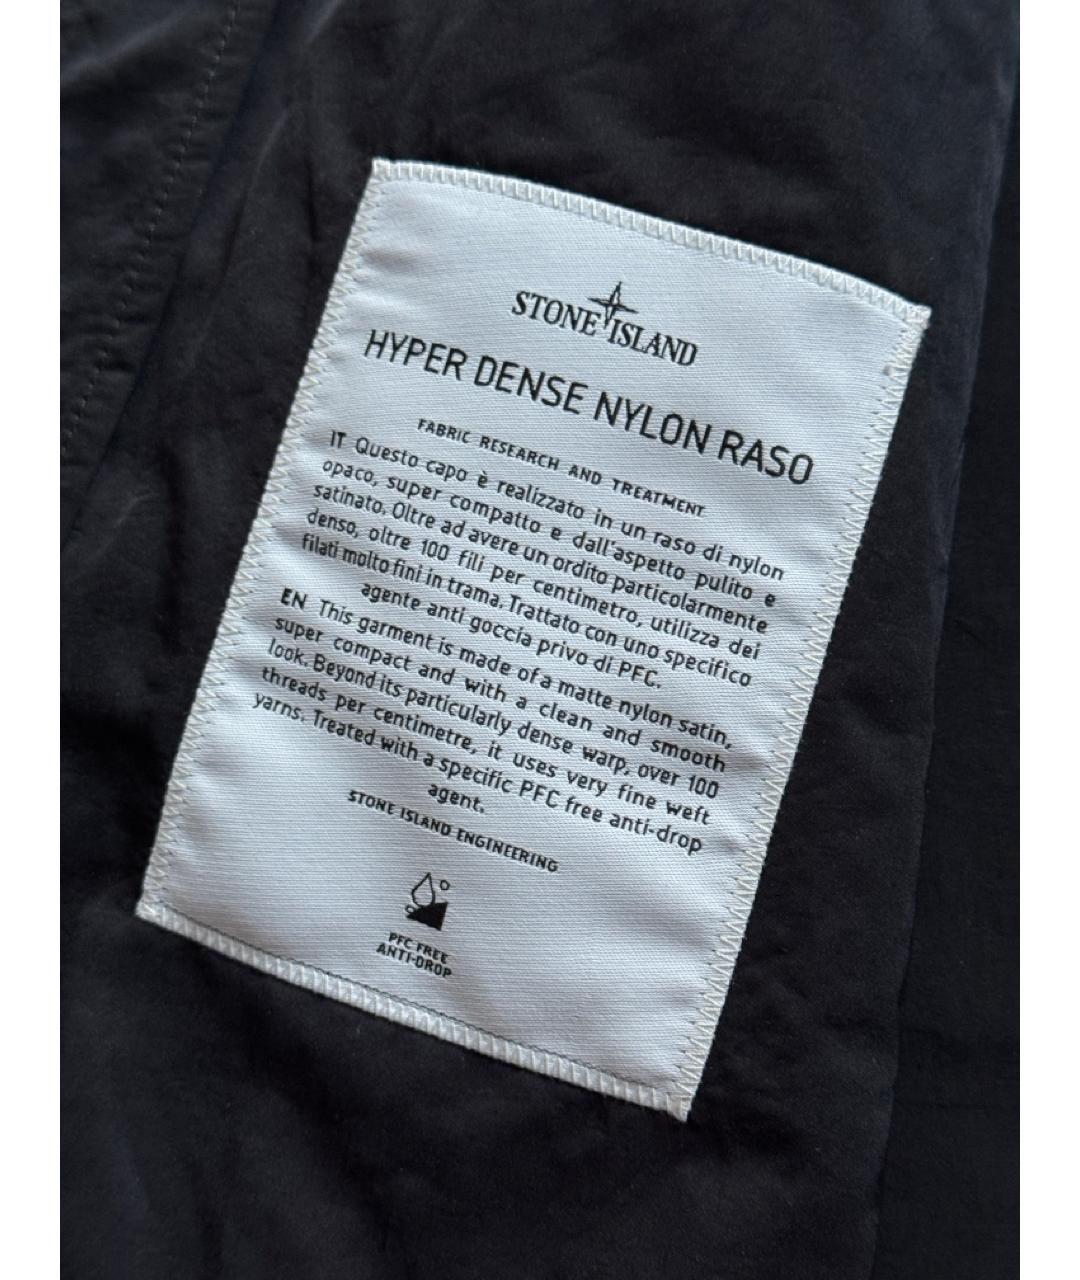 STONE ISLAND
HYPER DENSE NYLON RASO
FABRIC RESEARCH AND TREATMENT
IT Questo capo è realizzato in un raso di nylon
opaco, super compatto e dall'aspetto pulito e
satinato. Oltre ad avere un ordito particolarmente
denso, oltre 100 fili per centimetro, utilizza dei
filati molto fini in trama. Trattato con uno specifico
agente anti goccia privo di PFC.
EN This garment is made of a matte nylon satin,
super compact and with a clean and smooth
look. Beyond its particularly dense warp, over 100
threads per centimetre, it uses very fine weft
yarns. Treated with a specific PFC free anti-drop
agent.
STONE ISLAND ENGINEERING
PFC FREE
ANTI-DROP